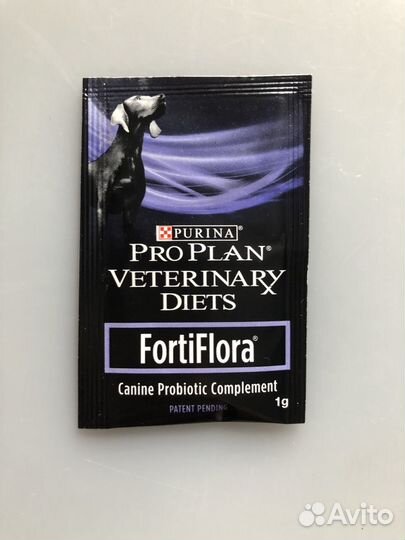 PURINA®
PRO PLAN®
VETERINARY
DIETS
FortiFlora®
Canine Probiotic Complement
1g
PATENT PENDING
Avito